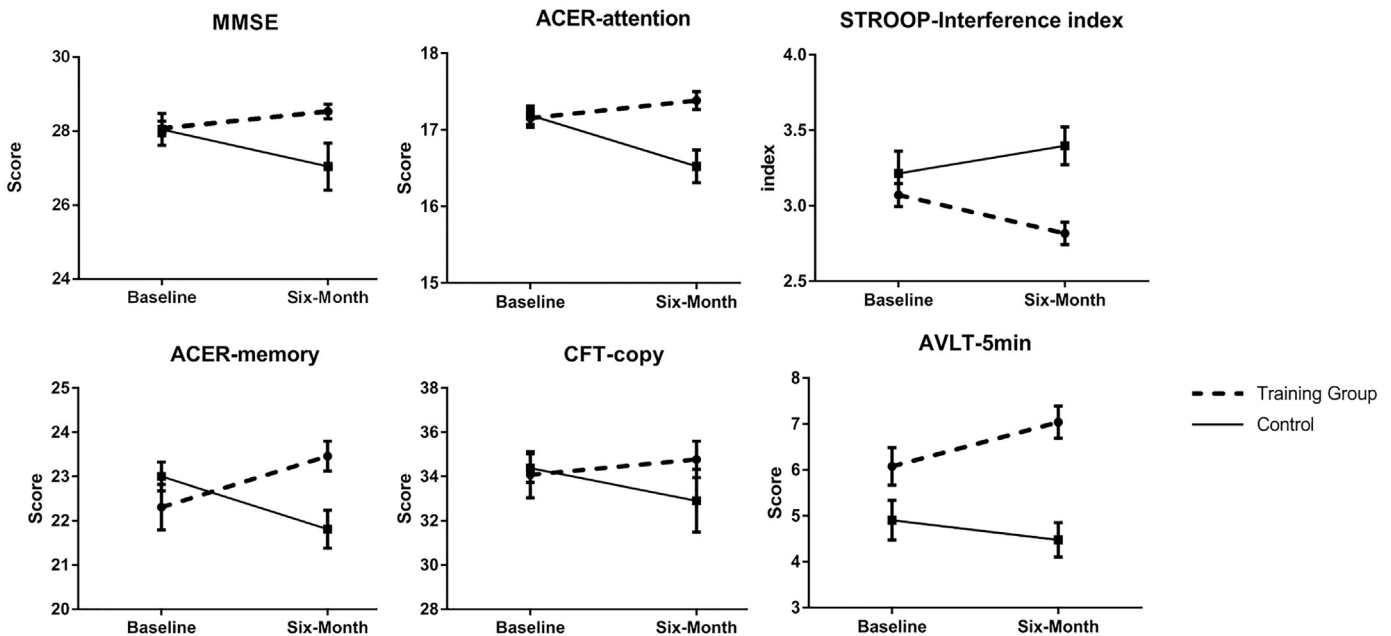 MMSE
Score
30
28
26
24
Baseline Six-Month
ACER-attention
Score
18
17
16
15
Baseline Six-Month
STROOP-Interference index
index
4.0
3.5
3.0
2.5
Baseline Six-Month
ACER-memory
Score
25
24
23
22
21
20
Baseline Six-Month
CFT-copy
Score
38
36
34
32
30
28
Baseline Six-Month
AVLT-5min
Score
8
7
6
5
4
3
Baseline Six-Month
Training Group
Control